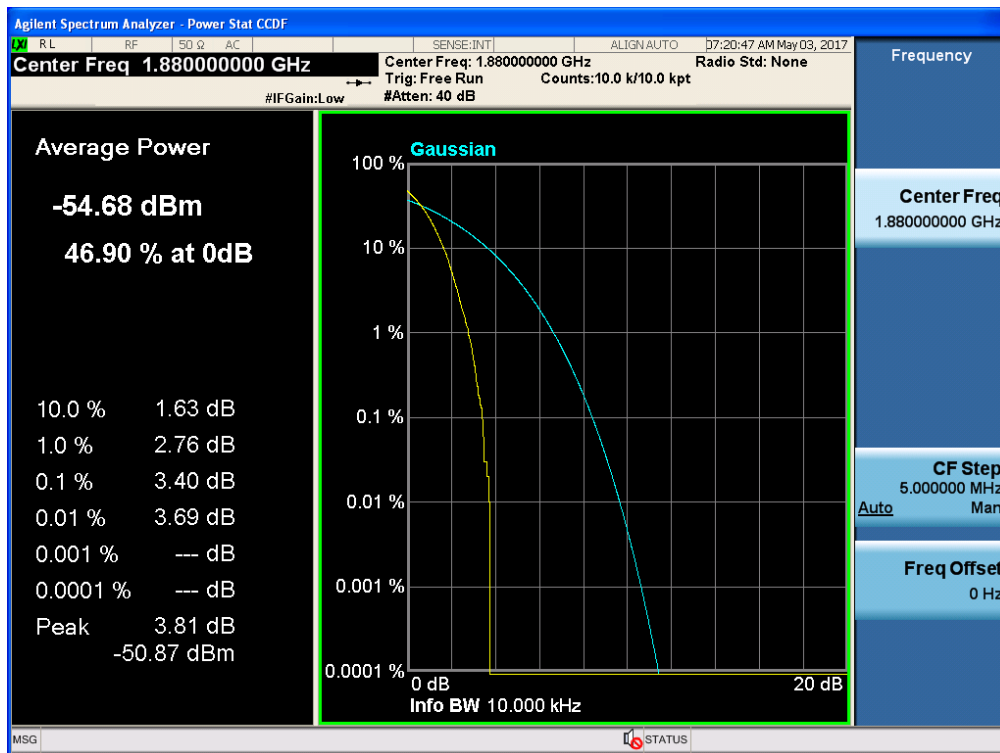 Agilent Spectrum Analyzer - Power Stat CCDF
LXI RL RF 50 Ω AC SENSE:INT ALIGN AUTO 07:20:47 AM May 03, 2017
Center Freq 1.880000000 GHz
Center Freq: 1.880000000 GHz Radio Std: None
Trig: Free Run Counts:10.0 k/10.0 kpt
#IFGain:Low #Atten: 40 dB
Average Power
-54.68 dBm
46.90 % at 0dB
10.0 % 1.63 dB
1.0 % 2.76 dB
0.1 % 3.40 dB
0.01 % 3.69 dB
0.001 % --- dB
0.0001 % --- dB
Peak 3.81 dB
-50.87 dBm
Gaussian
100 %
10 %
1 %
0.1 %
0.01 %
0.001 %
0.0001 %
0 dB 20 dB
Info BW 10.000 kHz
Frequency
Center Freq
1.880000000 GHz
CF Step
5.000000 MHz
Auto Man
Freq Offset
0 Hz
MSG STATUS